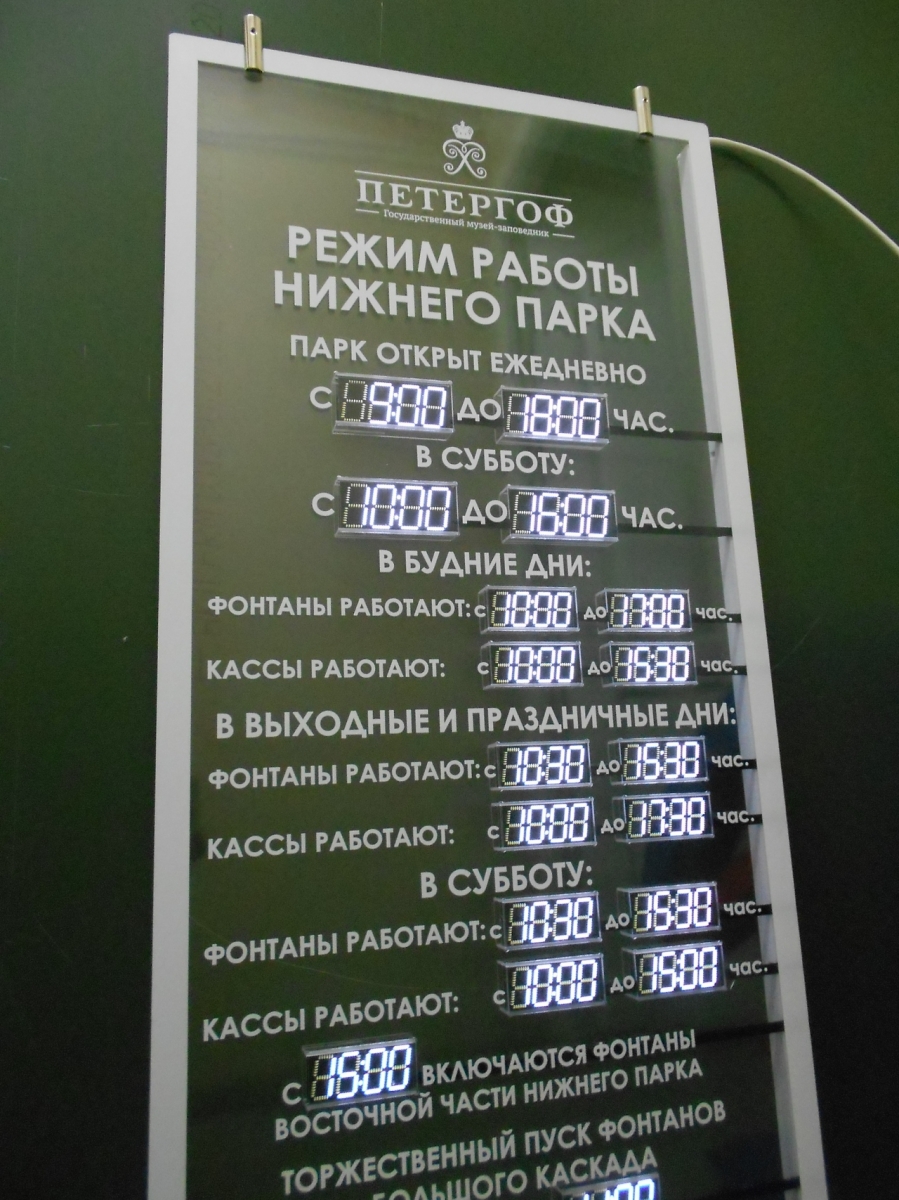 ПЕТЕРГОФ
Государственный музей-заповедник
РЕЖИМ РАБОТЫ
НИЖНЕГО ПАРКА
ПАРК ОТКРЫТ ЕЖЕДНЕВНО
С 9:00 ДО 18:00 ЧАС.
В СУББОТУ:
С 10:00 ДО 16:00 ЧАС.
В БУДНИЕ ДНИ:
ФОНТАНЫ РАБОТАЮТ: с 10:00 до 17:00 час.
КАССЫ РАБОТАЮТ: с 10:00 до 16:30 час.
В ВЫХОДНЫЕ И ПРАЗДНИЧНЫЕ ДНИ:
ФОНТАНЫ РАБОТАЮТ: с 10:30 до 16:30 час.
КАССЫ РАБОТАЮТ: с 10:00 до 17:30 час.
В СУББОТУ:
ФОНТАНЫ РАБОТАЮТ: с 10:30 до 16:30 час.
КАССЫ РАБОТАЮТ: с 10:00 до 15:00 час.
С 15:00 ВКЛЮЧАЮТСЯ ФОНТАНЫ
ВОСТОЧНОЙ ЧАСТИ НИЖНЕГО ПАРКА
ТОРЖЕСТВЕННЫЙ ПУСК ФОНТАНОВ
БОЛЬШОГО КАСКАДА